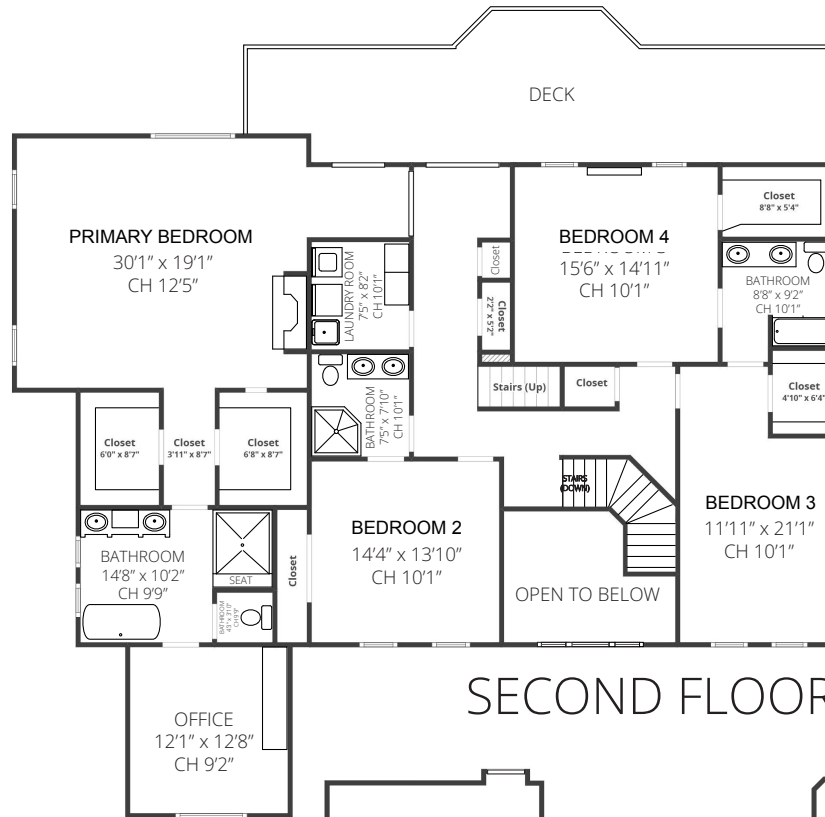 DECK
PRIMARY BEDROOM
30'1" x 19'1"
CH 12'5"
LAUNDRY ROOM
7'5" x 8'2"
CH 10'1"
Closet
Closet
2'2" x 5'2"
BEDROOM 4
15'6" x 14'11"
CH 10'1"
Closet
8'8" x 5'4"
BATHROOM
8'8" x 9'2"
CH 10'1"
Stairs (Up)
Closet
Closet
4'10" x 6'4"
BATHROOM
7'5" x 7'10"
CH 10'1"
Closet
6'0" x 8'7"
Closet
3'11" x 8'7"
Closet
6'8" x 8'7"
STAIRS
(DOWN)
BEDROOM 3
11'11" x 21'1"
CH 10'1"
BEDROOM 2
14'4" x 13'10"
CH 10'1"
BATHROOM
14'8" x 10'2"
CH 9'9"
SEAT
Closet
BATHROOM
CH 9'9"
OPEN TO BELOW
SECOND FLOOR
OFFICE
12'1" x 12'8"
CH 9'2"